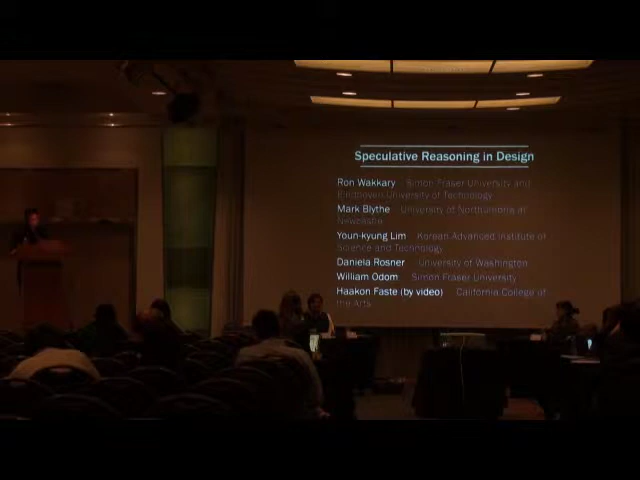 Speculative Reasoning in Design
Ron Wakkary Simon Fraser University and
Eindhoven University of Technology
Mark Blythe University of Northumbria at
Newcastle
Youn-kyung Lim Korean Advanced Institute of
Science and Technology
Daniela Rosner University of Washington
William Odom Simon Fraser University
Haakon Faste (by video) California College of
the Arts